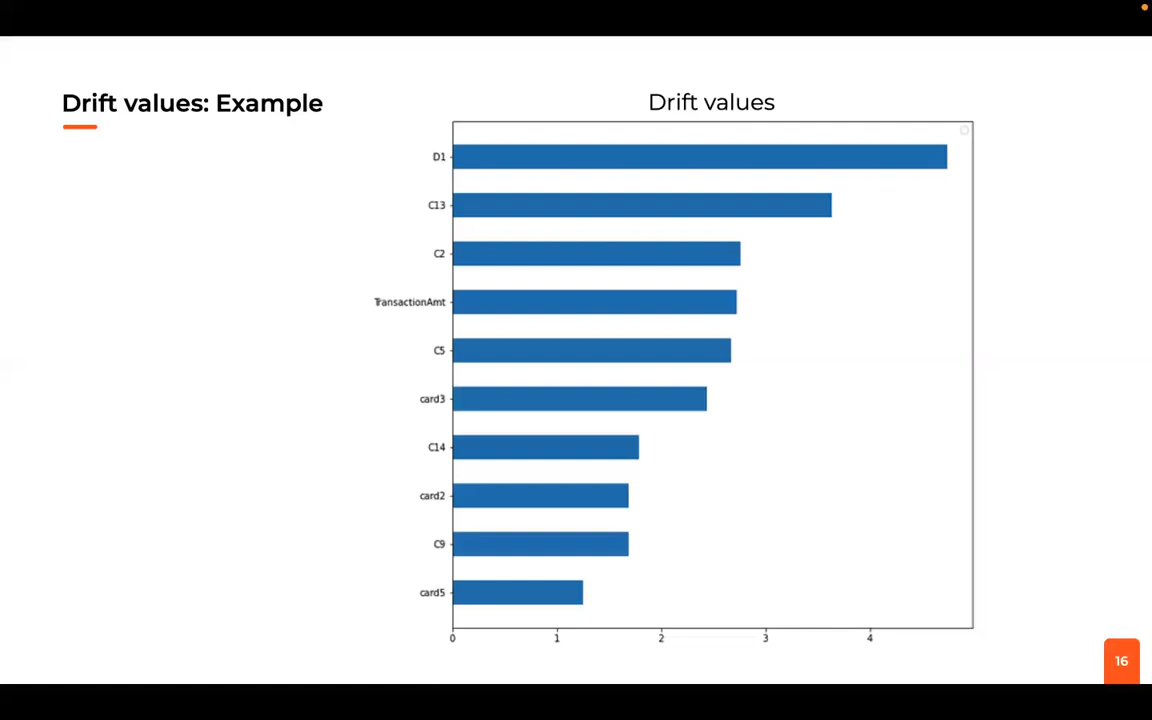 Drift values: Example
Drift values
D1
C13
C2
TransactionAmt
C5
card3
C14
card2
C9
card5
0 1 2 3 4
16